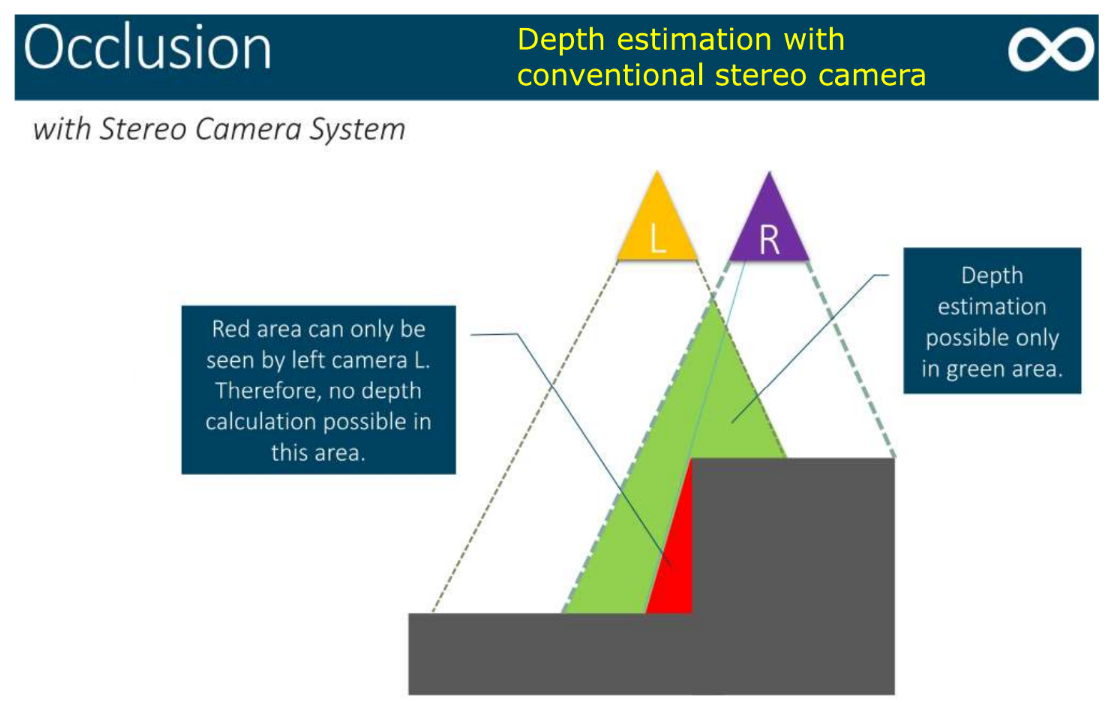 Occlusion
Depth estimation with
conventional stereo camera
with Stereo Camera System
L
R
Depth
estimation
possible only
in green area.
Red area can only be
seen by left camera L.
Therefore, no depth
calculation possible in
this area.